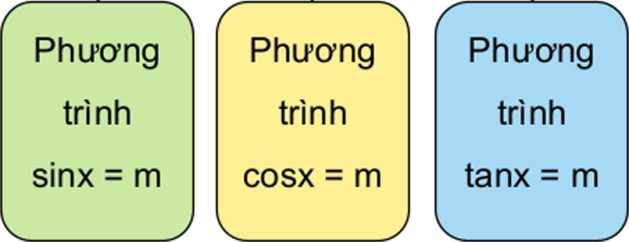 Phương
trình
sinx = m
Phương
trình
cosx = m
Phương
trình
tanx = m